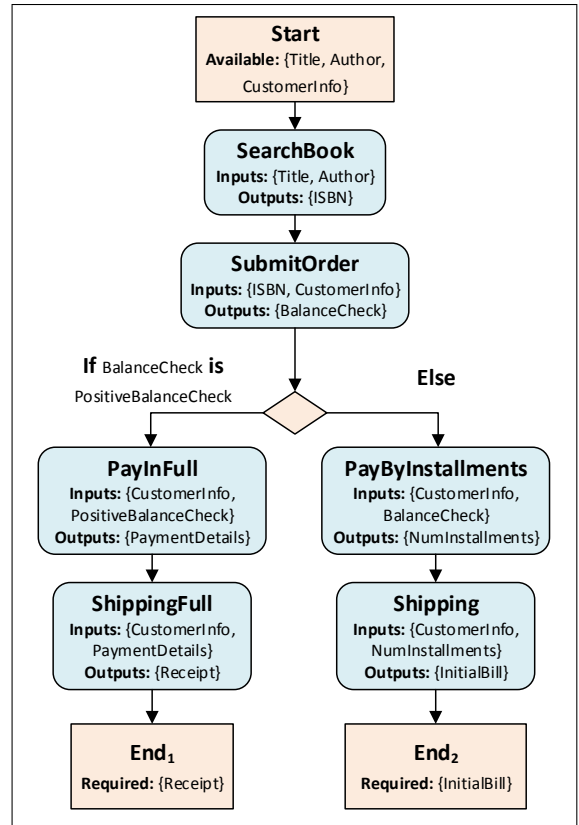 Start
Available: {Title, Author,
CustomerInfo}
SearchBook
Inputs: {Title, Author}
Outputs: {ISBN}
SubmitOrder
Inputs: {ISBN, CustomerInfo}
Outputs: {BalanceCheck}
If BalanceCheck is
PositiveBalanceCheck
Else
PayInFull
Inputs: {CustomerInfo,
PositiveBalanceCheck}
Outputs: {PaymentDetails}
PayByInstallments
Inputs: {CustomerInfo,
BalanceCheck}
Outputs: {NumInstallments}
ShippingFull
Inputs: {CustomerInfo,
PaymentDetails}
Outputs: {Receipt}
Shipping
Inputs: {CustomerInfo,
NumInstallments}
Outputs: {InitialBill}
End₁
Required: {Receipt}
End₂
Required: {InitialBill}